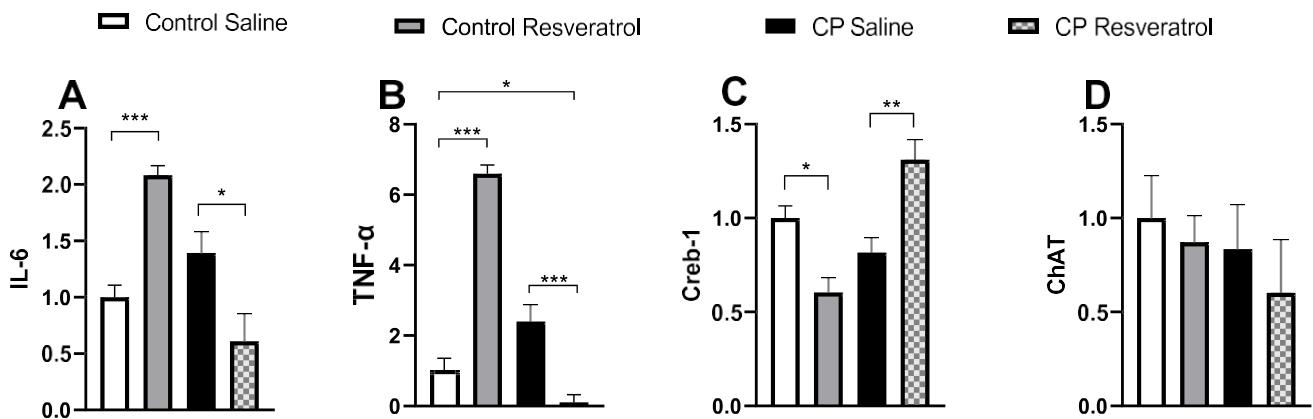 Control Saline
Control Resveratrol
CP Saline
CP Resveratrol
A
IL-6
2.5
2.0
1.5
1.0
0.5
0.0
***
*
B
TNF-α
8
6
4
2
0
*
***
***
C
Creb-1
1.5
1.0
0.5
0.0
*
**
D
ChAT
1.5
1.0
0.5
0.0